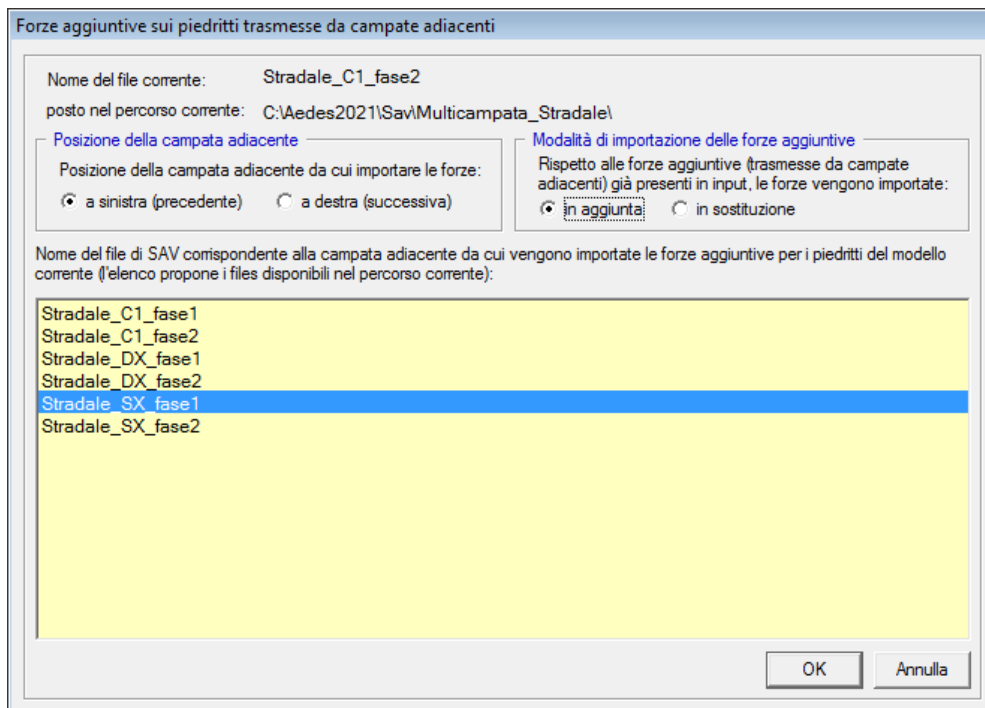 Forze aggiuntive sui piedritti trasmesse da campate adiacenti
Nome del file corrente: Stradale_C1_fase2
posto nel percorso corrente: C:\Aedes2021\Sav\Multicampata_Stradale\
Posizione della campata adiacente
Posizione della campata adiacente da cui importare le forze:
a sinistra (precedente) a destra (successiva)
Modalità di importazione delle forze aggiuntive
Rispetto alle forze aggiuntive (trasmesse da campate
adiacenti) già presenti in input, le forze vengono importate:
in aggiunta in sostituzione
Nome del file di SAV corrispondente alla campata adiacente da cui vengono importate le forze aggiuntive per i piedritti del modello
corrente (l'elenco propone i files disponibili nel percorso corrente):
Stradale_C1_fase1
Stradale_C1_fase2
Stradale_DX_fase1
Stradale_DX_fase2
Stradale_SX_fase1
Stradale_SX_fase2
OK Annulla